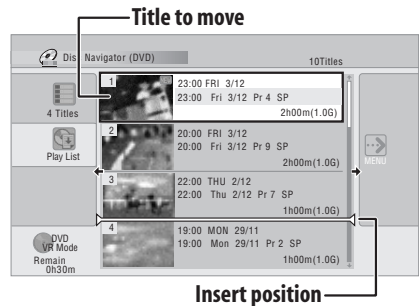 Title to move
Disc Navigator (DVD)
10Titles
4 Titles
Play List
DVD
VR Mode
Remain
0h30m
1
23:00 FRI 3/12
23:00 Fri 3/12 Pr 4 SP
2h00m(1.0G)
2
20:00 FRI 3/12
20:00 Fri 3/12 Pr 9 SP
2h00m(1.0G)
3
22:00 THU 2/12
22:00 Thu 2/12 Pr 7 SP
1h00m(1.0G)
4
19:00 MON 29/11
19:00 Mon 29/11 Pr 2 SP
1h00m(1.0G)
MENU
Insert position